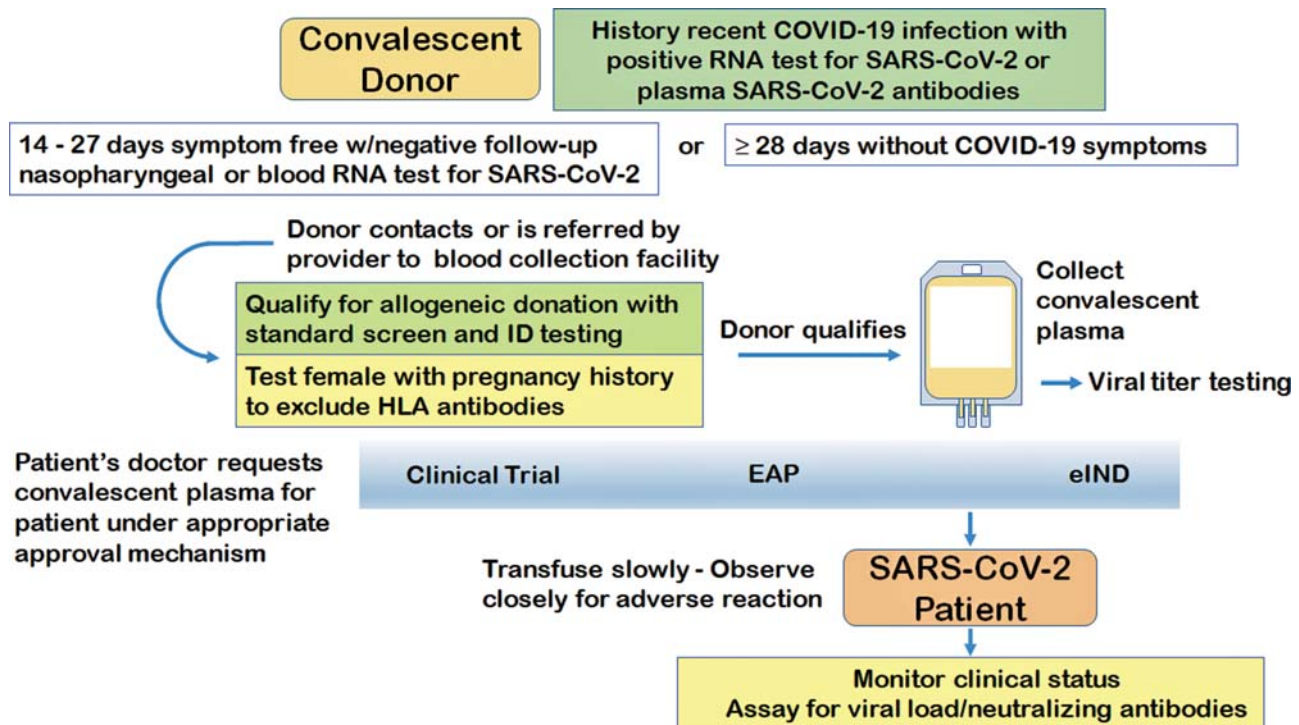 Convalescent
Donor
History recent COVID-19 infection with
positive RNA test for SARS-CoV-2 or
plasma SARS-CoV-2 antibodies
14 - 27 days symptom free w/negative follow-up
nasopharyngeal or blood RNA test for SARS-CoV-2
or
≥ 28 days without COVID-19 symptoms
Donor contacts or is referred by
provider to blood collection facility
Qualify for allogeneic donation with
standard screen and ID testing
Test female with pregnancy history
to exclude HLA antibodies
Donor qualifies
Collect
convalescent
plasma
Viral titer testing
Patient's doctor requests
convalescent plasma for
patient under appropriate
approval mechanism
Clinical Trial
EAP
eIND
Transfuse slowly - Observe
closely for adverse reaction
SARS-CoV-2
Patient
Monitor clinical status
Assay for viral load/neutralizing antibodies